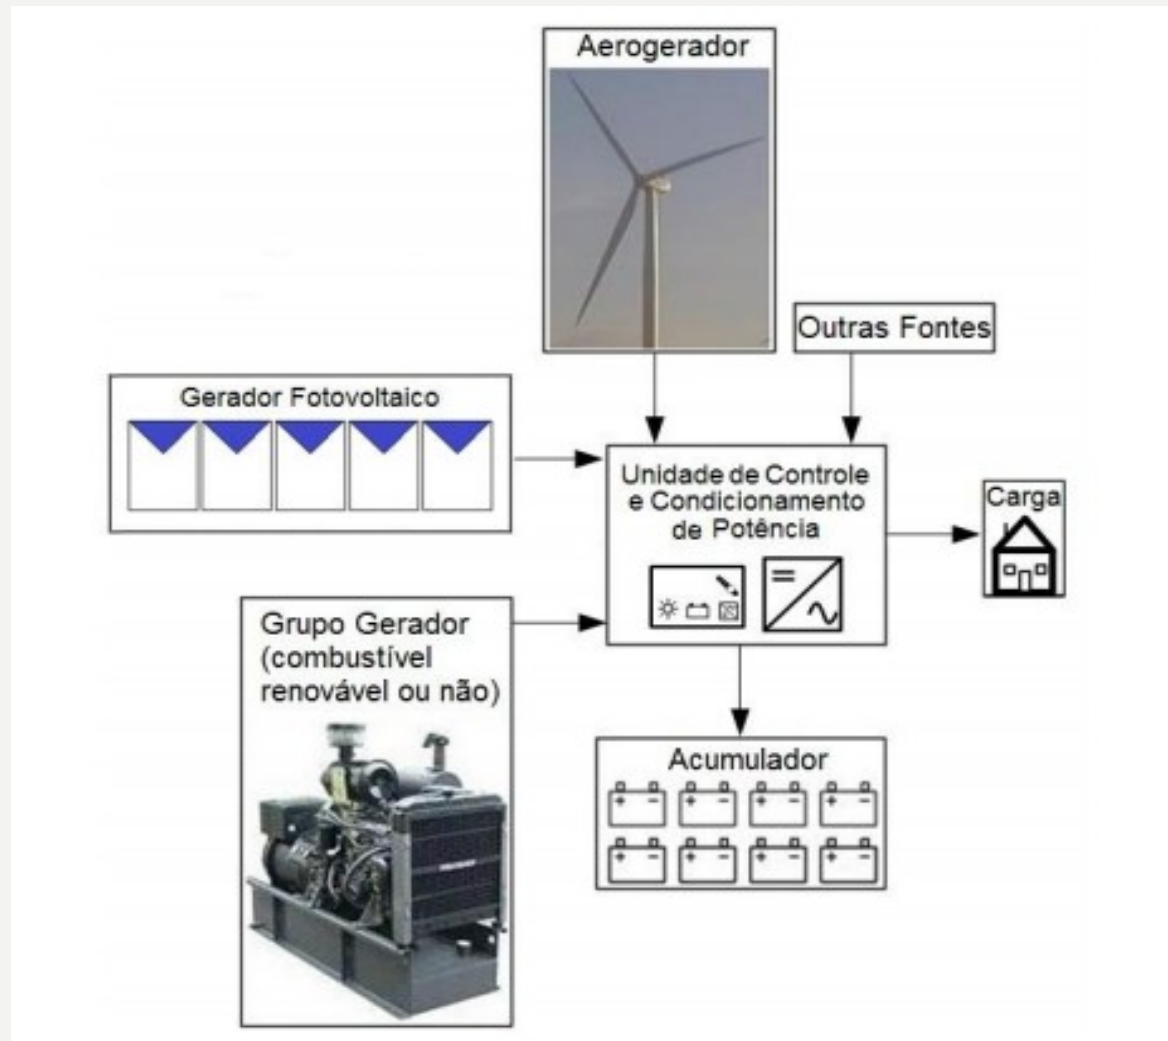 Aerogerador
Outras Fontes
Gerador Fotovoltaico
Unidade de Controle
e Condicionamento
de Potência
Carga
Grupo Gerador
(combustível
renovável ou não)
Acumulador
+ − + − + − + −
+ − + − + − + −